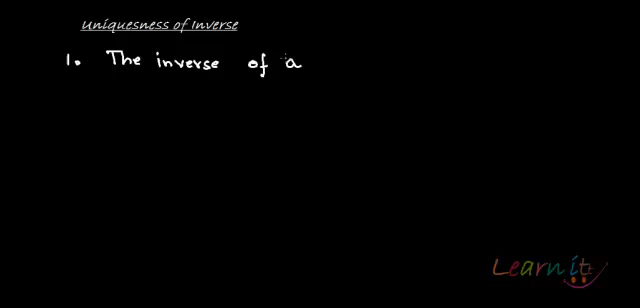 Uniquesness of Inverse
1. The inverse of a
Learnit